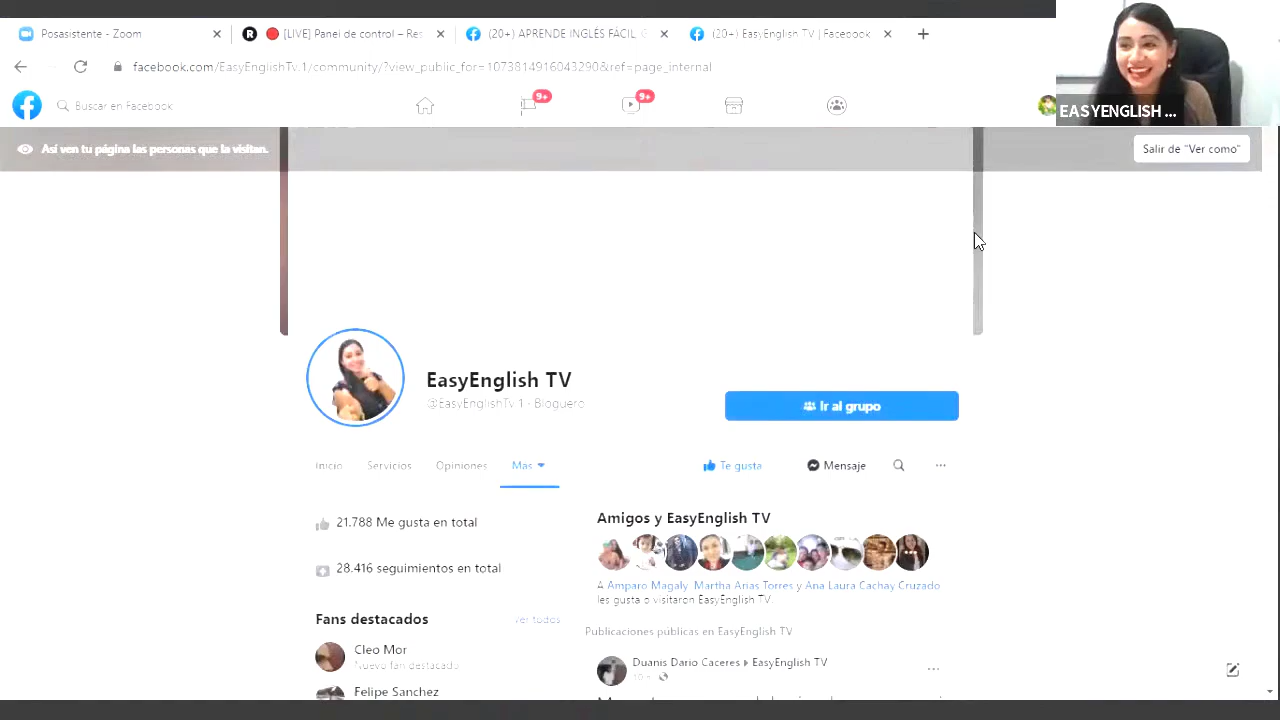 Posasistente - Zoom
[LIVE] Panel de control – Res
(20+) APRENDE INGLÉS FÁCIL. G
(20+) EasyEnglish TV | Facebook
facebook.com/EasyEnglishTv.1/community/?view_public_for=1073814916043290&ref=page_internal
Buscar en Facebook
9+
9+
EASYENGLISH ...
Así ven tu página las personas que la visitan.
Salir de "Ver como"
EasyEnglish TV
@EasyEnglishTv.1 · Bloguero
Ir al grupo
Inicio
Servicios
Opiniones
Más
Te gusta
Mensaje
21.788 Me gusta en total
28.416 seguimientos en total
Fans destacados
Ver todos
Cleo Mor
Nuevo fan destacado
Felipe Sanchez
Amigos y EasyEnglish TV
A Amparo Magaly, Martha Arias Torres y Ana Laura Cachay Cruzado
les gusta o visitaron EasyEnglish TV.
Publicaciones públicas en EasyEnglish TV
Duanis Dario Caceres ▸ EasyEnglish TV